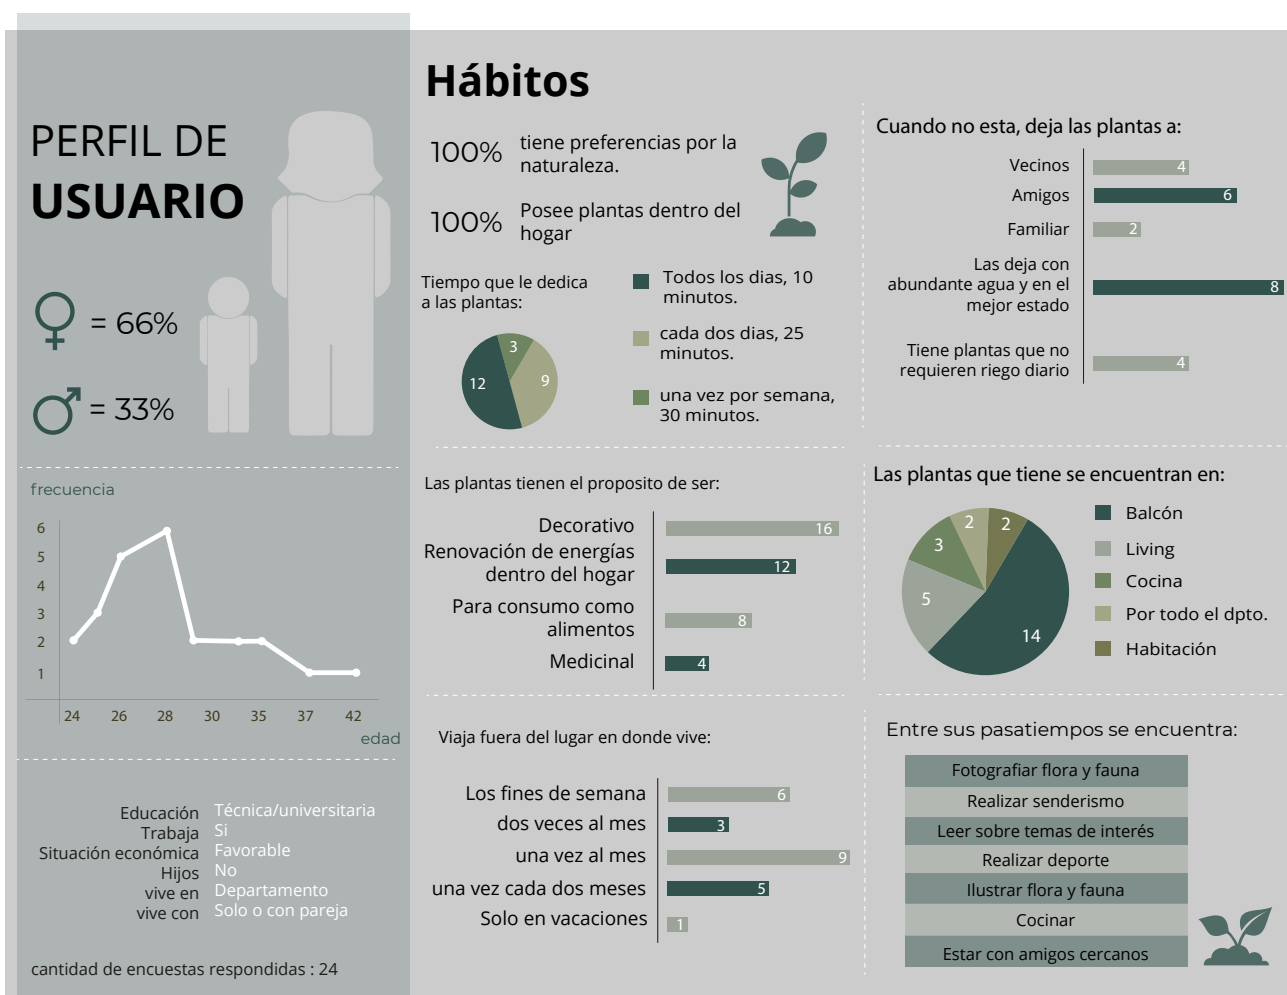 PERFIL DE
USUARIO
= 66%
= 33%
frecuencia
6
5
4
3
2
1
24 26 28 30 35 37 42
edad
Educación Técnica/universitaria
Trabaja Si
Situación económica Favorable
Hijos No
vive en Departamento
vive con Solo o con pareja
cantidad de encuestas respondidas : 24
Hábitos
100% tiene preferencias por la
naturaleza.
100% Posee plantas dentro del
hogar
Tiempo que le dedica
a las plantas:
3
12
9
Todos los dias, 10
minutos.
cada dos dias, 25
minutos.
una vez por semana,
30 minutos.
Las plantas tienen el proposito de ser:
Decorativo 16
Renovación de energías
dentro del hogar 12
Para consumo como
alimentos 8
Medicinal 4
Viaja fuera del lugar en donde vive:
Los fines de semana 6
dos veces al mes 3
una vez al mes 9
una vez cada dos meses 5
Solo en vacaciones 1
Cuando no esta, deja las plantas a:
Vecinos 4
Amigos 6
Familiar 2
Las deja con
abundante agua y en el 8
mejor estado
Tiene plantas que no 4
requieren riego diario
Las plantas que tiene se encuentran en:
2 2
3
5
14
Balcón
Living
Cocina
Por todo el dpto.
Habitación
Entre sus pasatiempos se encuentra:
Fotografiar flora y fauna
Realizar senderismo
Leer sobre temas de interés
Realizar deporte
Ilustrar flora y fauna
Cocinar
Estar con amigos cercanos